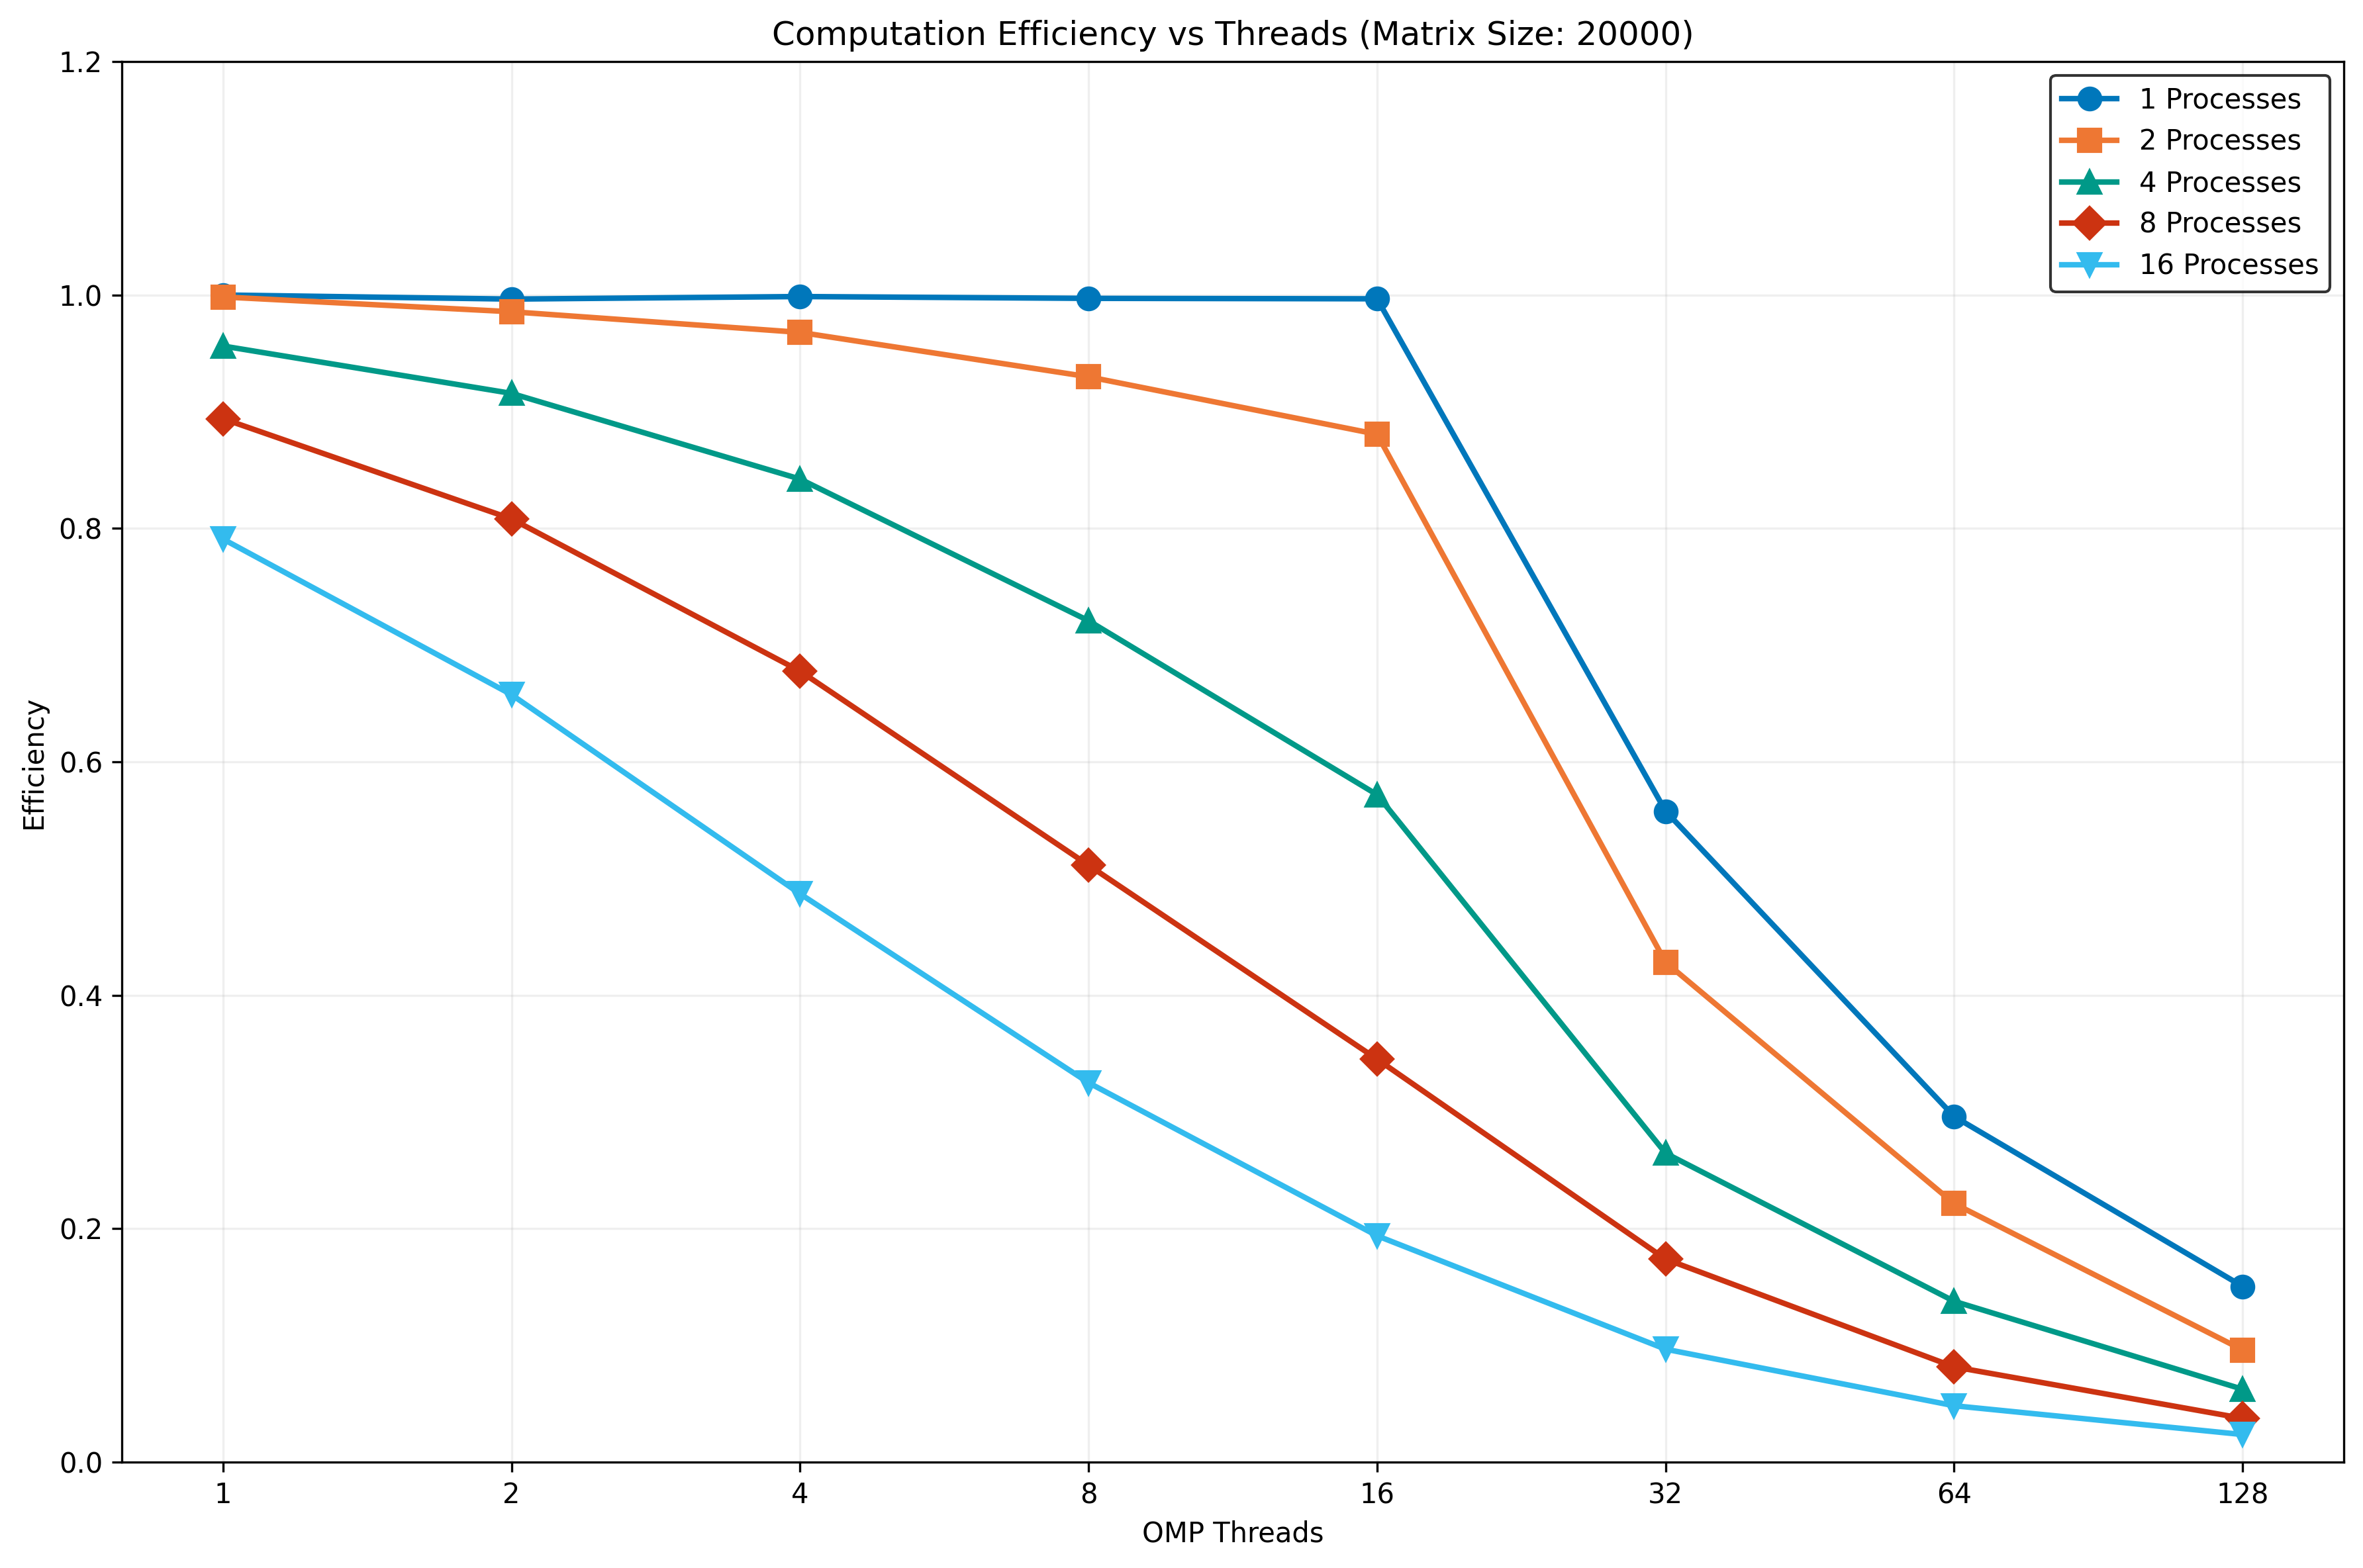 Computation Efficiency vs Threads (Matrix Size: 20000)
1 Processes
2 Processes
4 Processes
8 Processes
16 Processes
Efficiency
1.2
1.0
0.8
0.6
0.4
0.2
0.0
1 2 4 8 16 32 64 128
OMP Threads